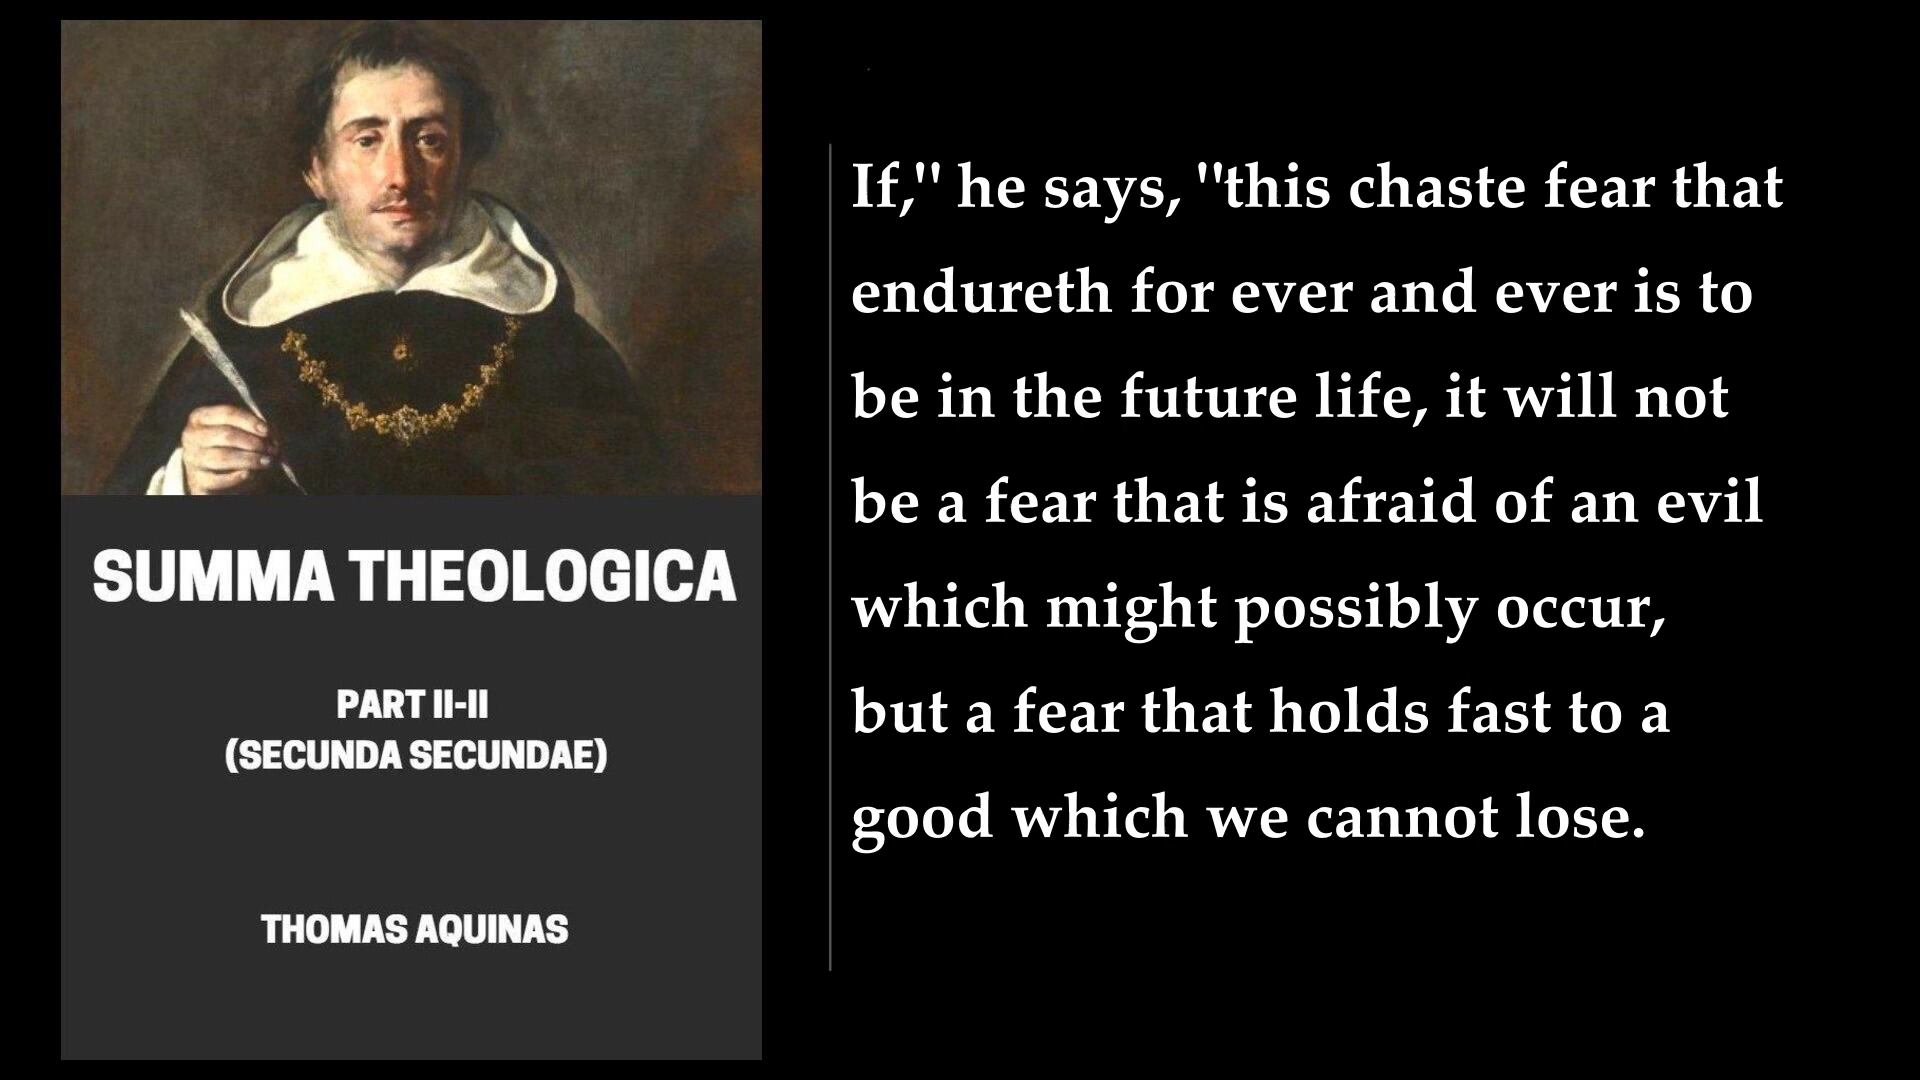 SUMMA THEOLOGICA
PART II-II
(SECUNDA SECUNDAE)
THOMAS AQUINAS
If," he says, "this chaste fear that
endureth for ever and ever is to
be in the future life, it will not
be a fear that is afraid of an evil
which might possibly occur,
but a fear that holds fast to a
good which we cannot lose.